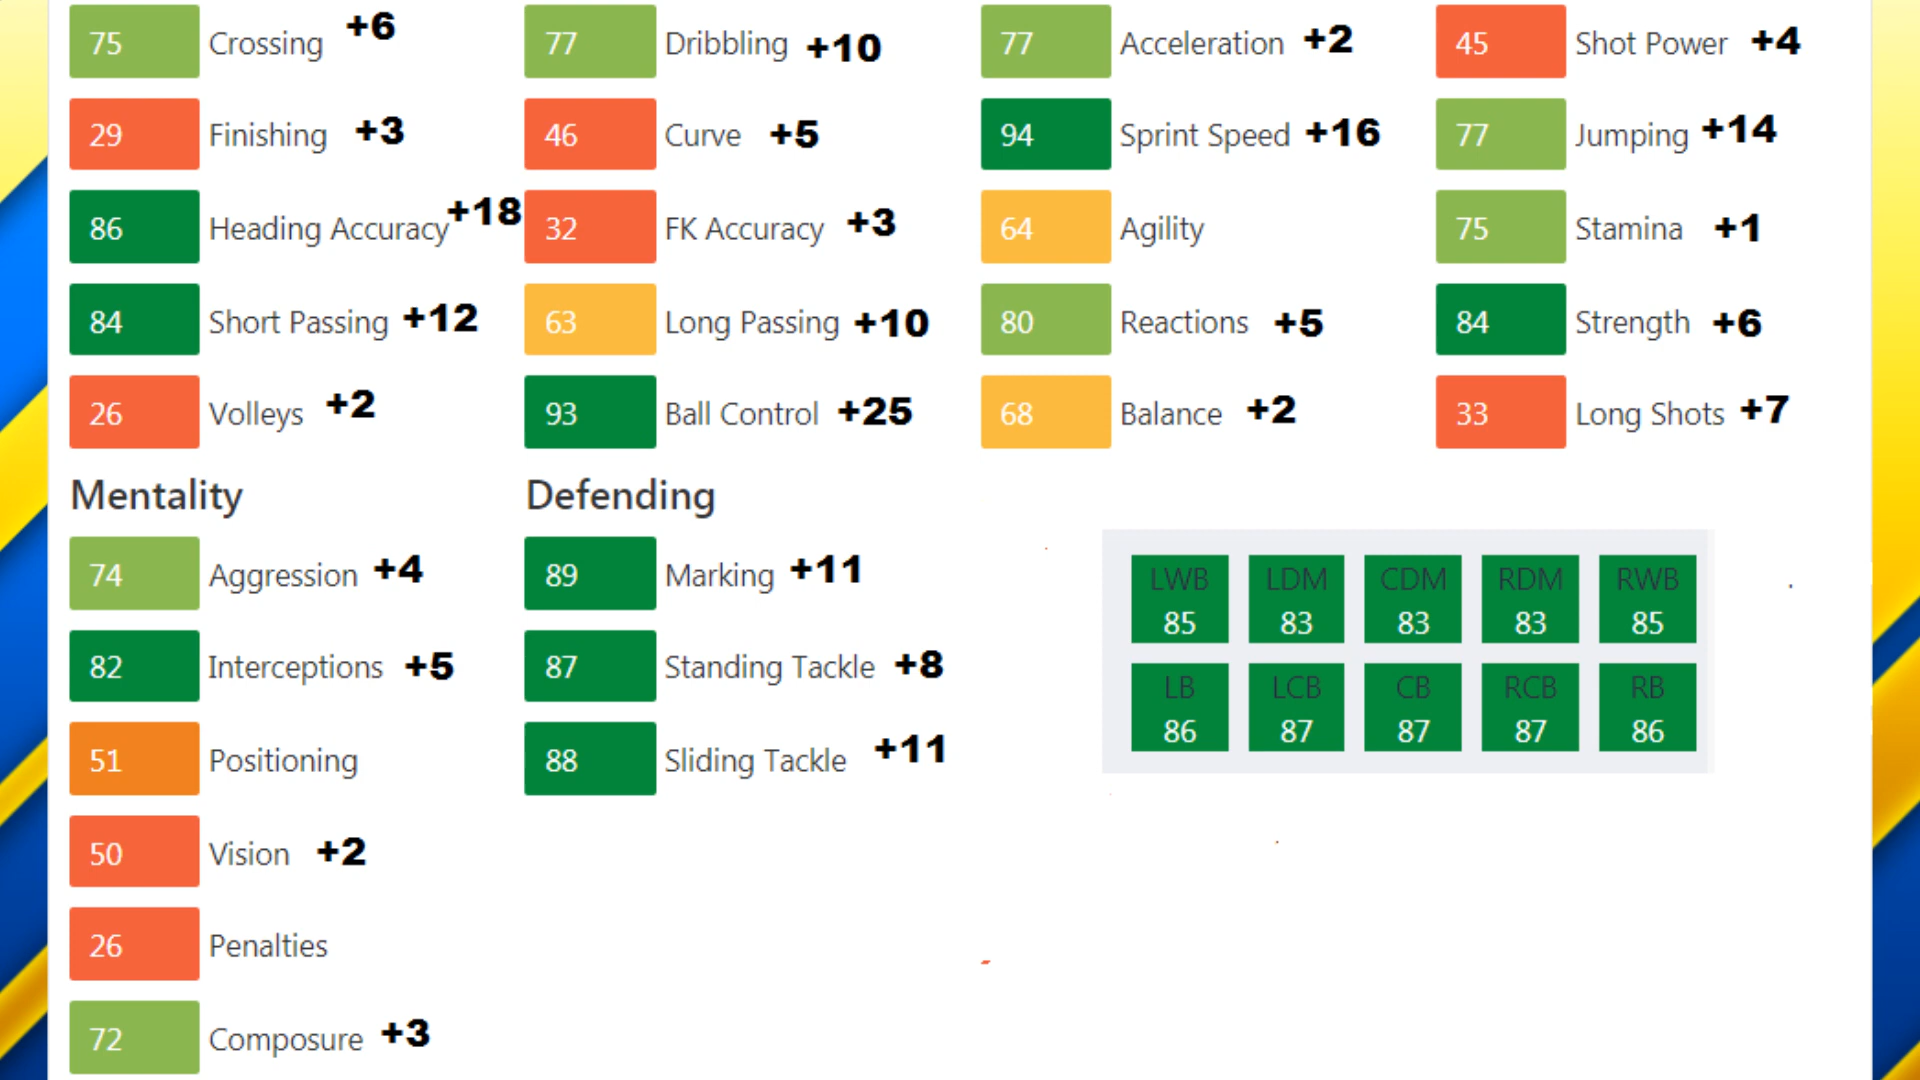 75 Crossing +6 77 Dribbling +10 77 Acceleration +2 45 Shot Power +4
29 Finishing +3 46 Curve +5 94 Sprint Speed +16 77 Jumping +14
86 Heading Accuracy +18 32 FK Accuracy +3 64 Agility 75 Stamina +1
84 Short Passing +12 63 Long Passing +10 80 Reactions +5 84 Strength +6
26 Volleys +2 93 Ball Control +25 68 Balance +2 33 Long Shots +7
Mentality Defending
74 Aggression +4 89 Marking +11
82 Interceptions +5 87 Standing Tackle +8
51 Positioning 88 Sliding Tackle +11
50 Vision +2
26 Penalties
72 Composure +3
LWB LDM CDM RDM RWB
85 83 83 83 85
LB LCB CB RCB RB
86 87 87 87 86